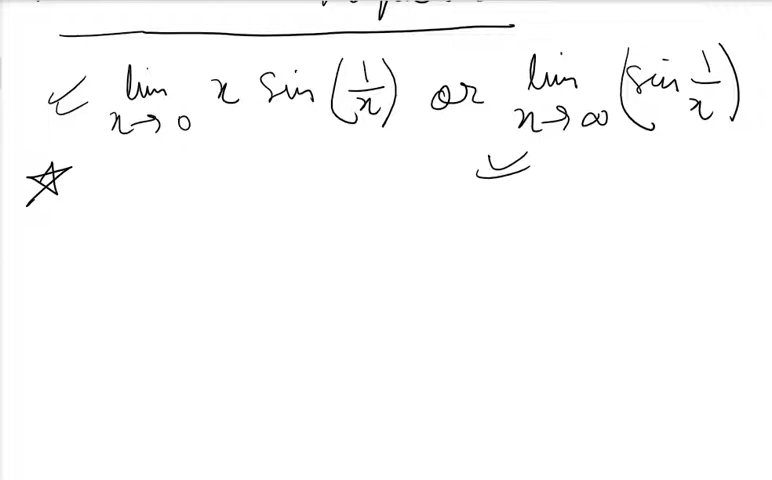 lim x→0 x sin(1/x) or lim x→∞ (sin 1/x)